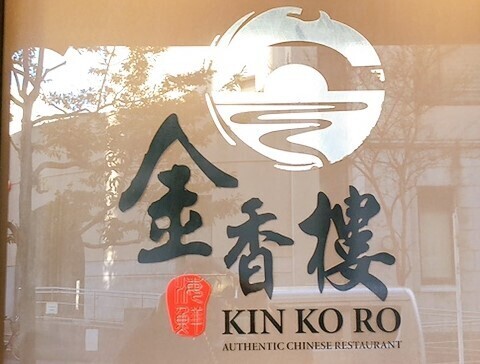 金香樓
KIN KO RO
AUTHENTIC CHINESE RESTAURANT